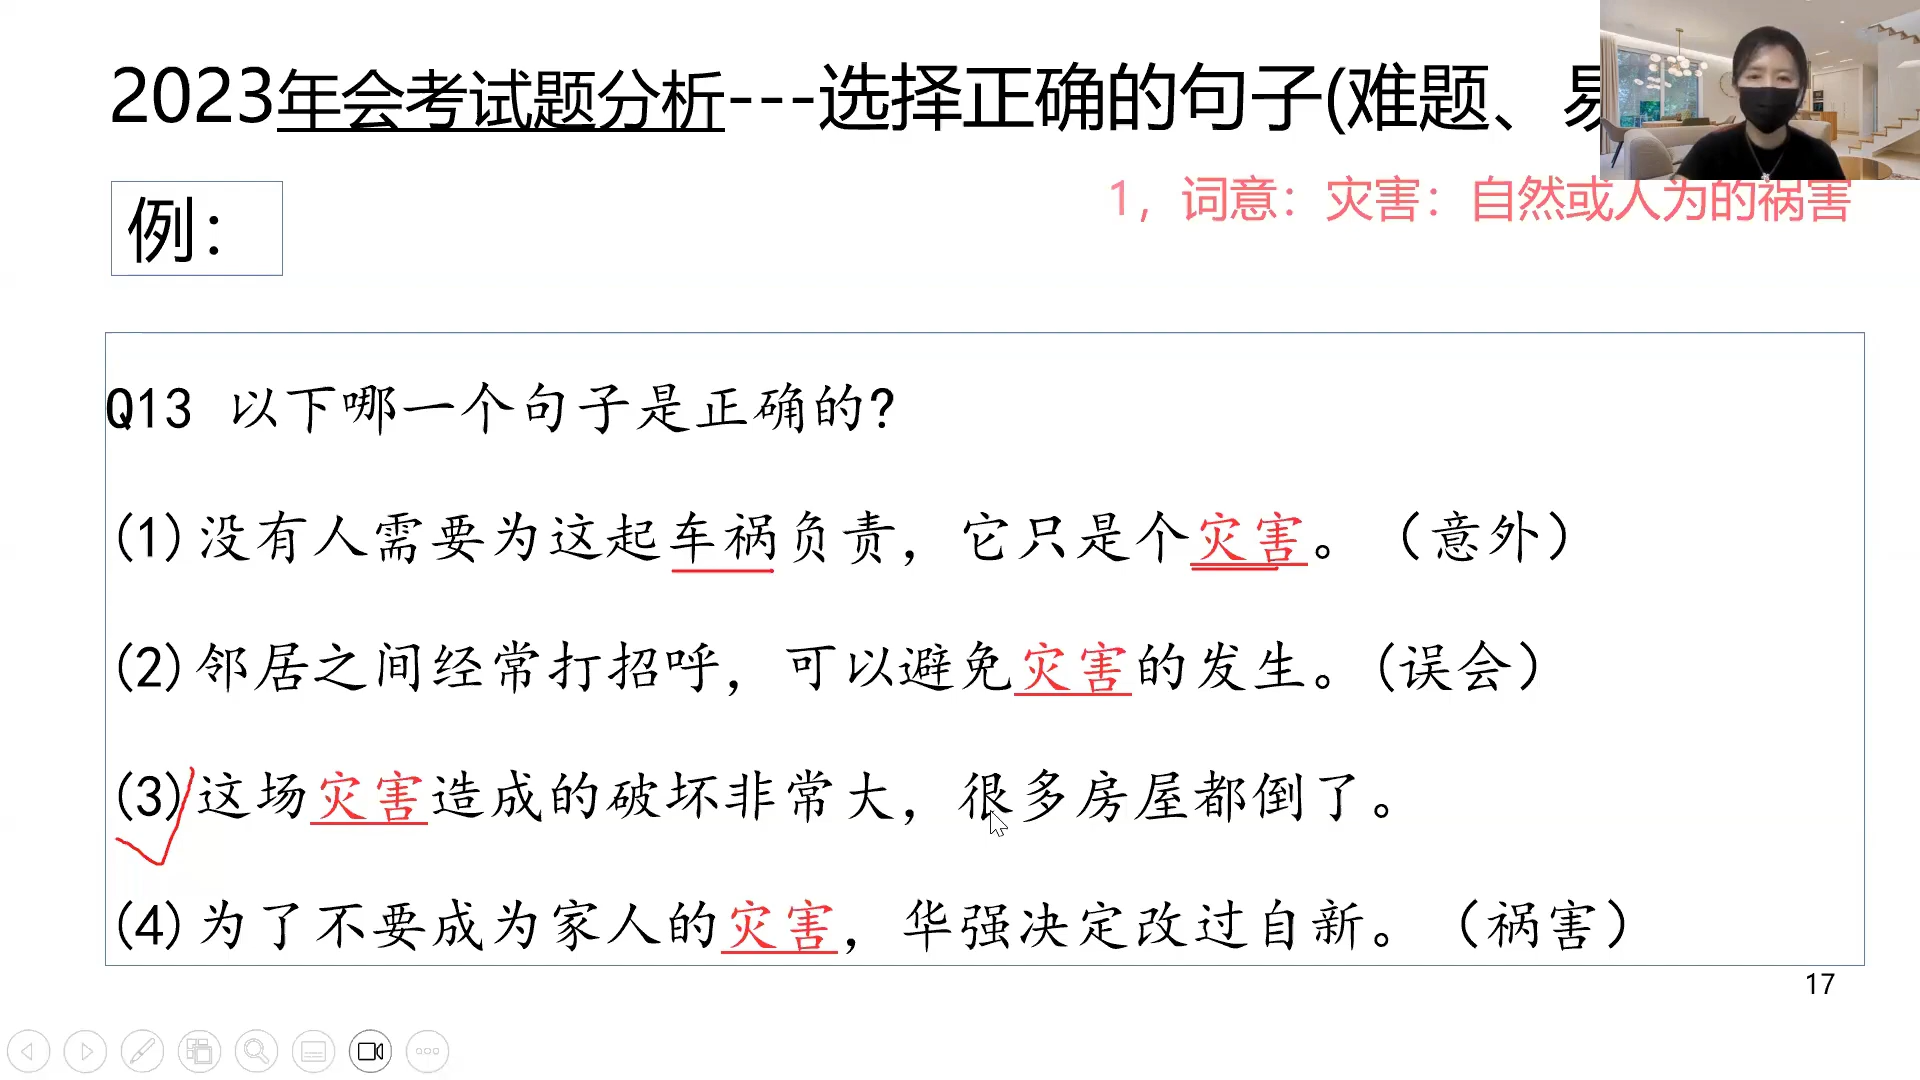 2023年会考试题分析---选择正确的句子(难题、易
1，词意：灾害：自然或人为的祸害
例：
Q13 以下哪一个句子是正确的?
(1)没有人需要为这起车祸负责，它只是个灾害。（意外）
(2)邻居之间经常打招呼，可以避免灾害的发生。(误会）
(3)这场灾害造成的破坏非常大，很多房屋都倒了。
(4)为了不要成为家人的灾害，华强决定改过自新。（祸害）
17